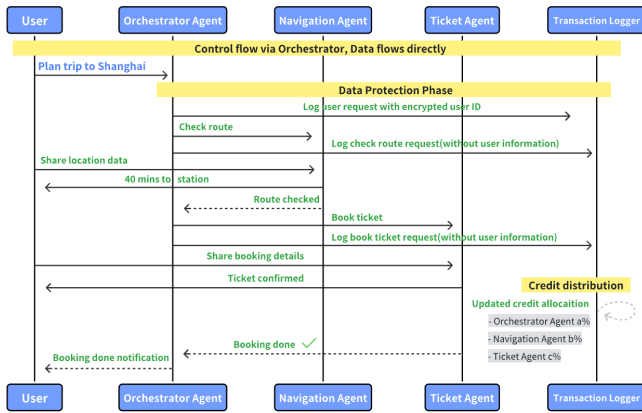 User
Orchestrator Agent
Navigation Agent
Ticket Agent
Transaction Logger
Control flow via Orchestrator, Data flows directly
Plan trip to Shanghai
Data Protection Phase
Log user request with encrypted user ID
Check route
Log check route request(without user information)
Share location data
40 mins to station
Route checked
Book ticket
Log book ticket request(without user information)
Share booking details
Ticket confirmed
Credit distribution
Updated credit allocaition
- Orchestrator Agent a%
- Navigation Agent b%
- Ticket Agent c%
Booking done
Booking done notification
User
Orchestrator Agent
Navigation Agent
Ticket Agent
Transaction Logger